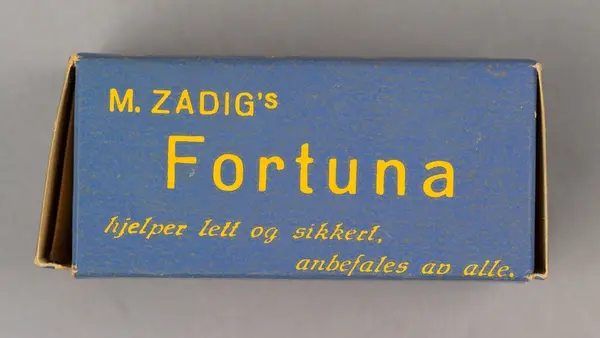 M. ZADIG's
Fortuna
hjelper lett og sikkert,
anbefales av alle.